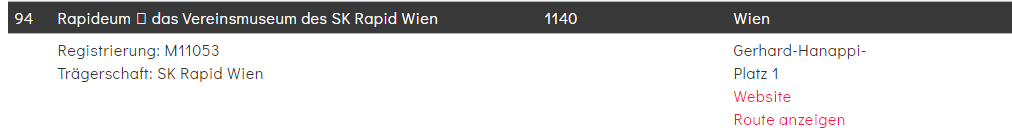 94 Rapideum ▯ das Vereinsmuseum des SK Rapid Wien 1140 Wien
Registrierung: M11053 Gerhard-Hanappi-
Trägerschaft: SK Rapid Wien Platz 1
Website
Route anzeigen